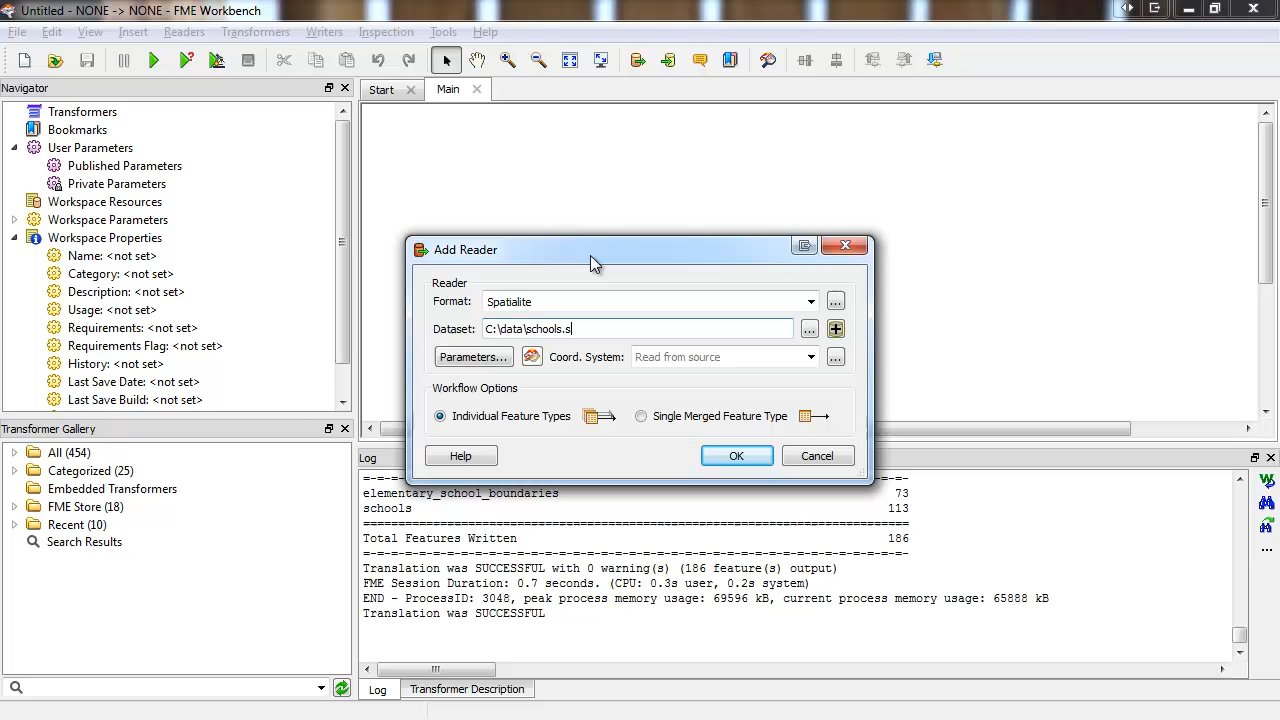 Untitled - NONE -> NONE - FME Workbench
File Edit View Insert Readers Transformers Writers Inspection Tools Help
Navigator
Transformers
Bookmarks
User Parameters
Published Parameters
Private Parameters
Workspace Resources
Workspace Parameters
Workspace Properties
Name: <not set>
Category: <not set>
Description: <not set>
Usage: <not set>
Requirements: <not set>
Requirements Flag: <not set>
History: <not set>
Last Save Date: <not set>
Last Save Build: <not set>
Transformer Gallery
All (454)
Categorized (25)
Embedded Transformers
FME Store (18)
Recent (10)
Search Results
Start Main
Add Reader
Reader
Format: Spatialite ...
Dataset: C:\data\schools.s ...
Parameters... Coord. System: Read from source ...
Workflow Options
Individual Feature Types Single Merged Feature Type
Help OK Cancel
Log
elementary_school_boundaries 73
schools 113
==============================================================================
Total Features Written 186
=-=-=-=-=-=-=-=-=-=-=-=-=-=-=-=-=-=-=-=-=-=-=-=-=-=-=-=-=-=-=-=-=-=-=-=-=-=-=-
Translation was SUCCESSFUL with 0 warning(s) (186 feature(s) output)
FME Session Duration: 0.7 seconds. (CPU: 0.3s user, 0.2s system)
END - ProcessID: 3048, peak process memory usage: 69596 kB, current process memory usage: 65888 kB
Translation was SUCCESSFUL
Log Transformer Description